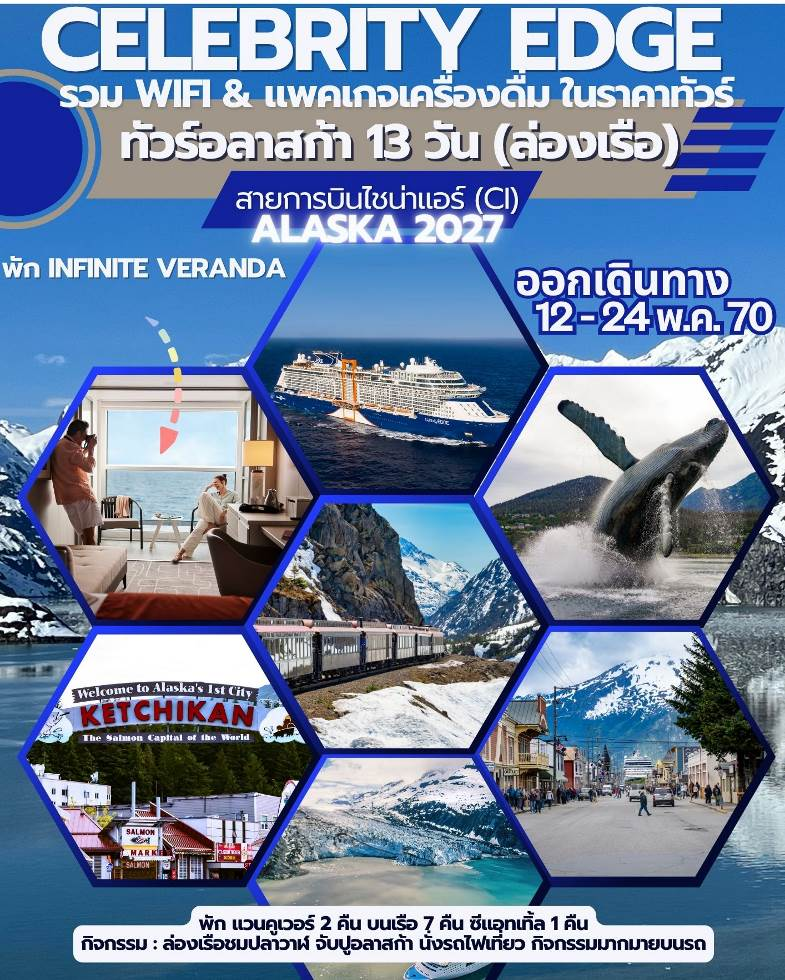 CELEBRITY EDGE
รวม WIFI & แพคเกจเครื่องดื่ม ในราคาทัวร์
ทัวร์อลาสก้า 13 วัน (ล่องเรือ)
สายการบินไชน่าแอร์ (CI)
ALASKA 2027
พัก INFINITE VERANDA
ออกเดินทาง
12 - 24 พ.ค. 70
Welcome to Alaska's 1st City
KETCHIKAN
The Salmon Capital of the World
SALMON
MARKET
SALMON
พัก แวนคูเวอร์ 2 คืน บนเรือ 7 คืน ซีแอทเทิ้ล 1 คืน
กิจกรรม : ล่องเรือชมปลาวาฬ จับปูอลาสก้า นั่งรถไฟเที่ยว กิจกรรมมากมายบนรถ